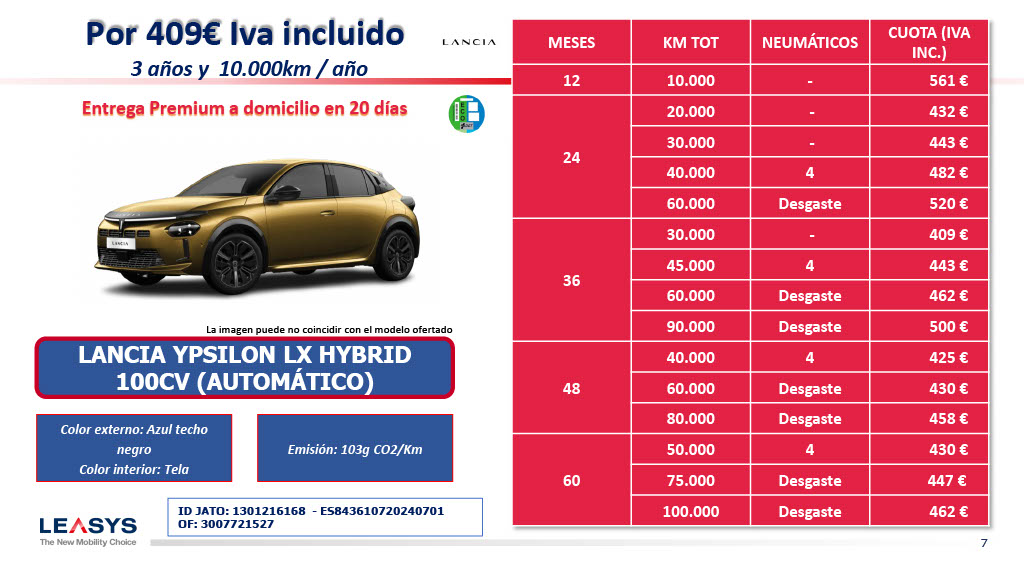 Por 409€ Iva incluido
3 años y 10.000km / año
LANCIA
Entrega Premium a domicilio en 20 días
LANCIA
La imagen puede no coincidir con el modelo ofertado
LANCIA YPSILON LX HYBRID
100CV (AUTOMÁTICO)
Color externo: Azul techo
negro
Color interior: Tela
Emisión: 103g CO2/Km
ID JATO: 1301216168 - ES843610720240701
OF: 3007721527
LEASYS
The New Mobility Choice
MESES KM TOT NEUMÁTICOS CUOTA (IVA
INC.)
12 10.000 - 561 €
24
20.000 - 432 €
30.000 - 443 €
40.000 4 482 €
60.000 Desgaste 520 €
36
30.000 - 409 €
45.000 4 443 €
60.000 Desgaste 462 €
90.000 Desgaste 500 €
48
40.000 4 425 €
60.000 Desgaste 430 €
80.000 Desgaste 458 €
60
50.000 4 430 €
75.000 Desgaste 447 €
100.000 Desgaste 462 €
7